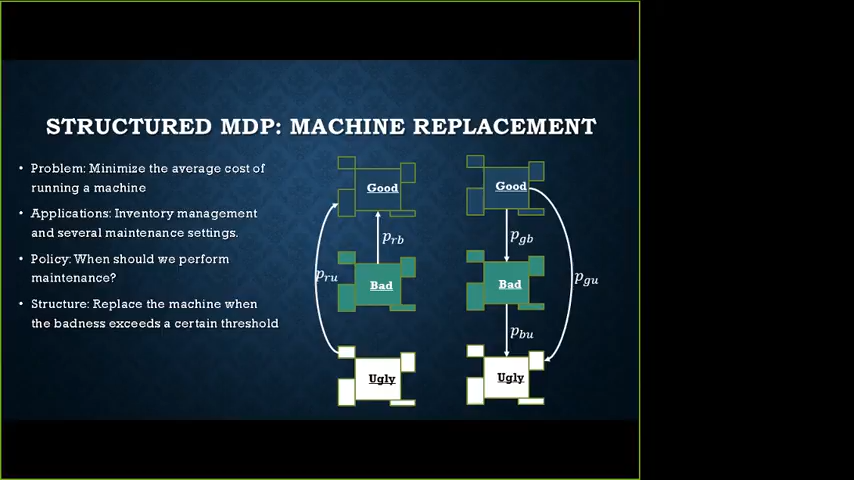 STRUCTURED MDP: MACHINE REPLACEMENT
• Problem: Minimize the average cost of
running a machine
• Applications: Inventory management
and several maintenance settings.
• Policy: When should we perform
maintenance?
• Structure: Replace the machine when
the badness exceeds a certain threshold
Good
p_rb
p_ru
Bad
Ugly
Good
p_gb
p_gu
Bad
p_bu
Ugly